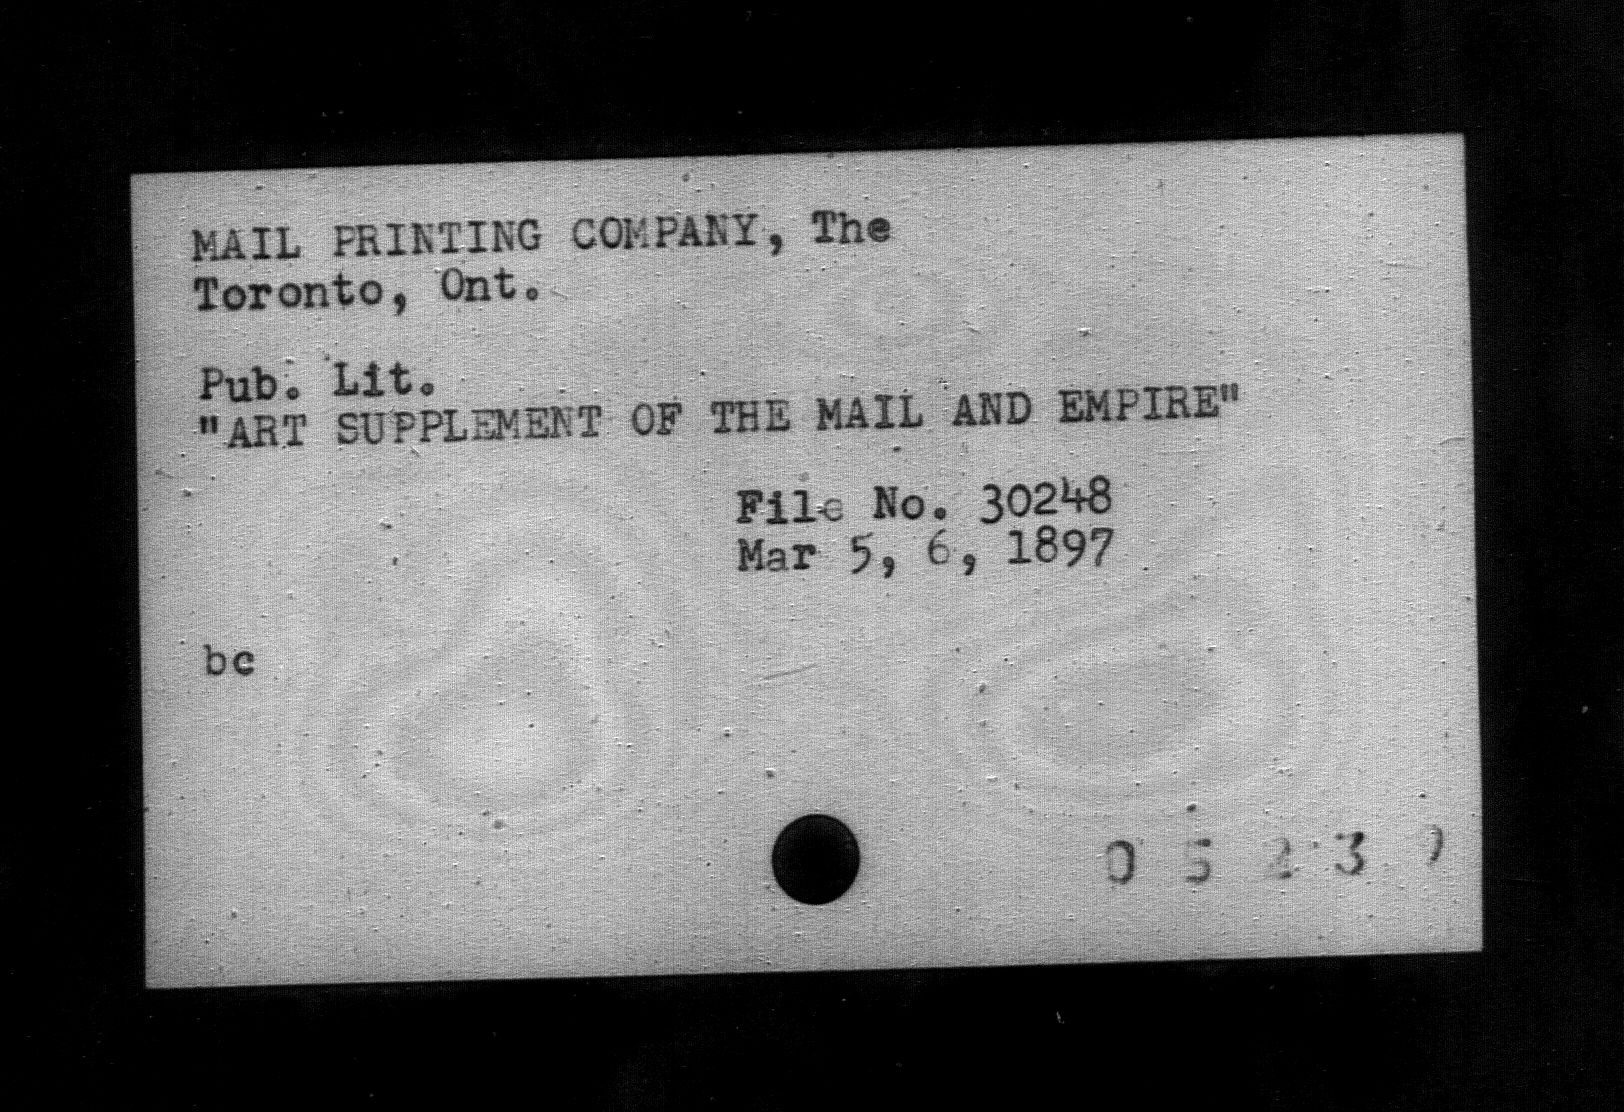 MAIL PRINTING COMPANY, The
Toronto, Ont.
Pub. Lit.
"ART SUPPLEMENT OF THE MAIL AND EMPIRE"
File No. 30248
Mar 5, 6, 1897
bc